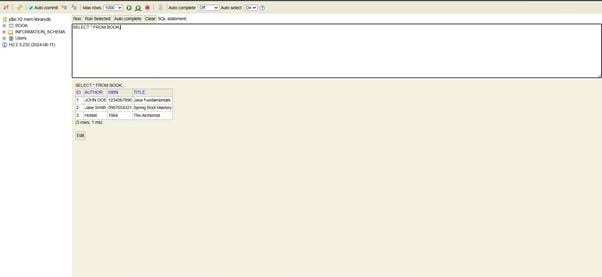 Auto commit Max rows: 1000 Auto complete Off Auto select On
jdbc:h2:mem:librarydb
BOOK
INFORMATION_SCHEMA
Users
H2 2.3.232 (2024-08-11)
Run Run Selected Auto complete Clear SQL statement:
SELECT * FROM BOOK;
SELECT * FROM BOOK;
ID AUTHOR ISBN TITLE
1 JOHN DOE 1234567890 Java Fundamentals
2 Jane Smith 0987654321 Spring Boot Mastery
3 Hobbit 1984 The Alchemist
(3 rows, 1 ms)
Edit